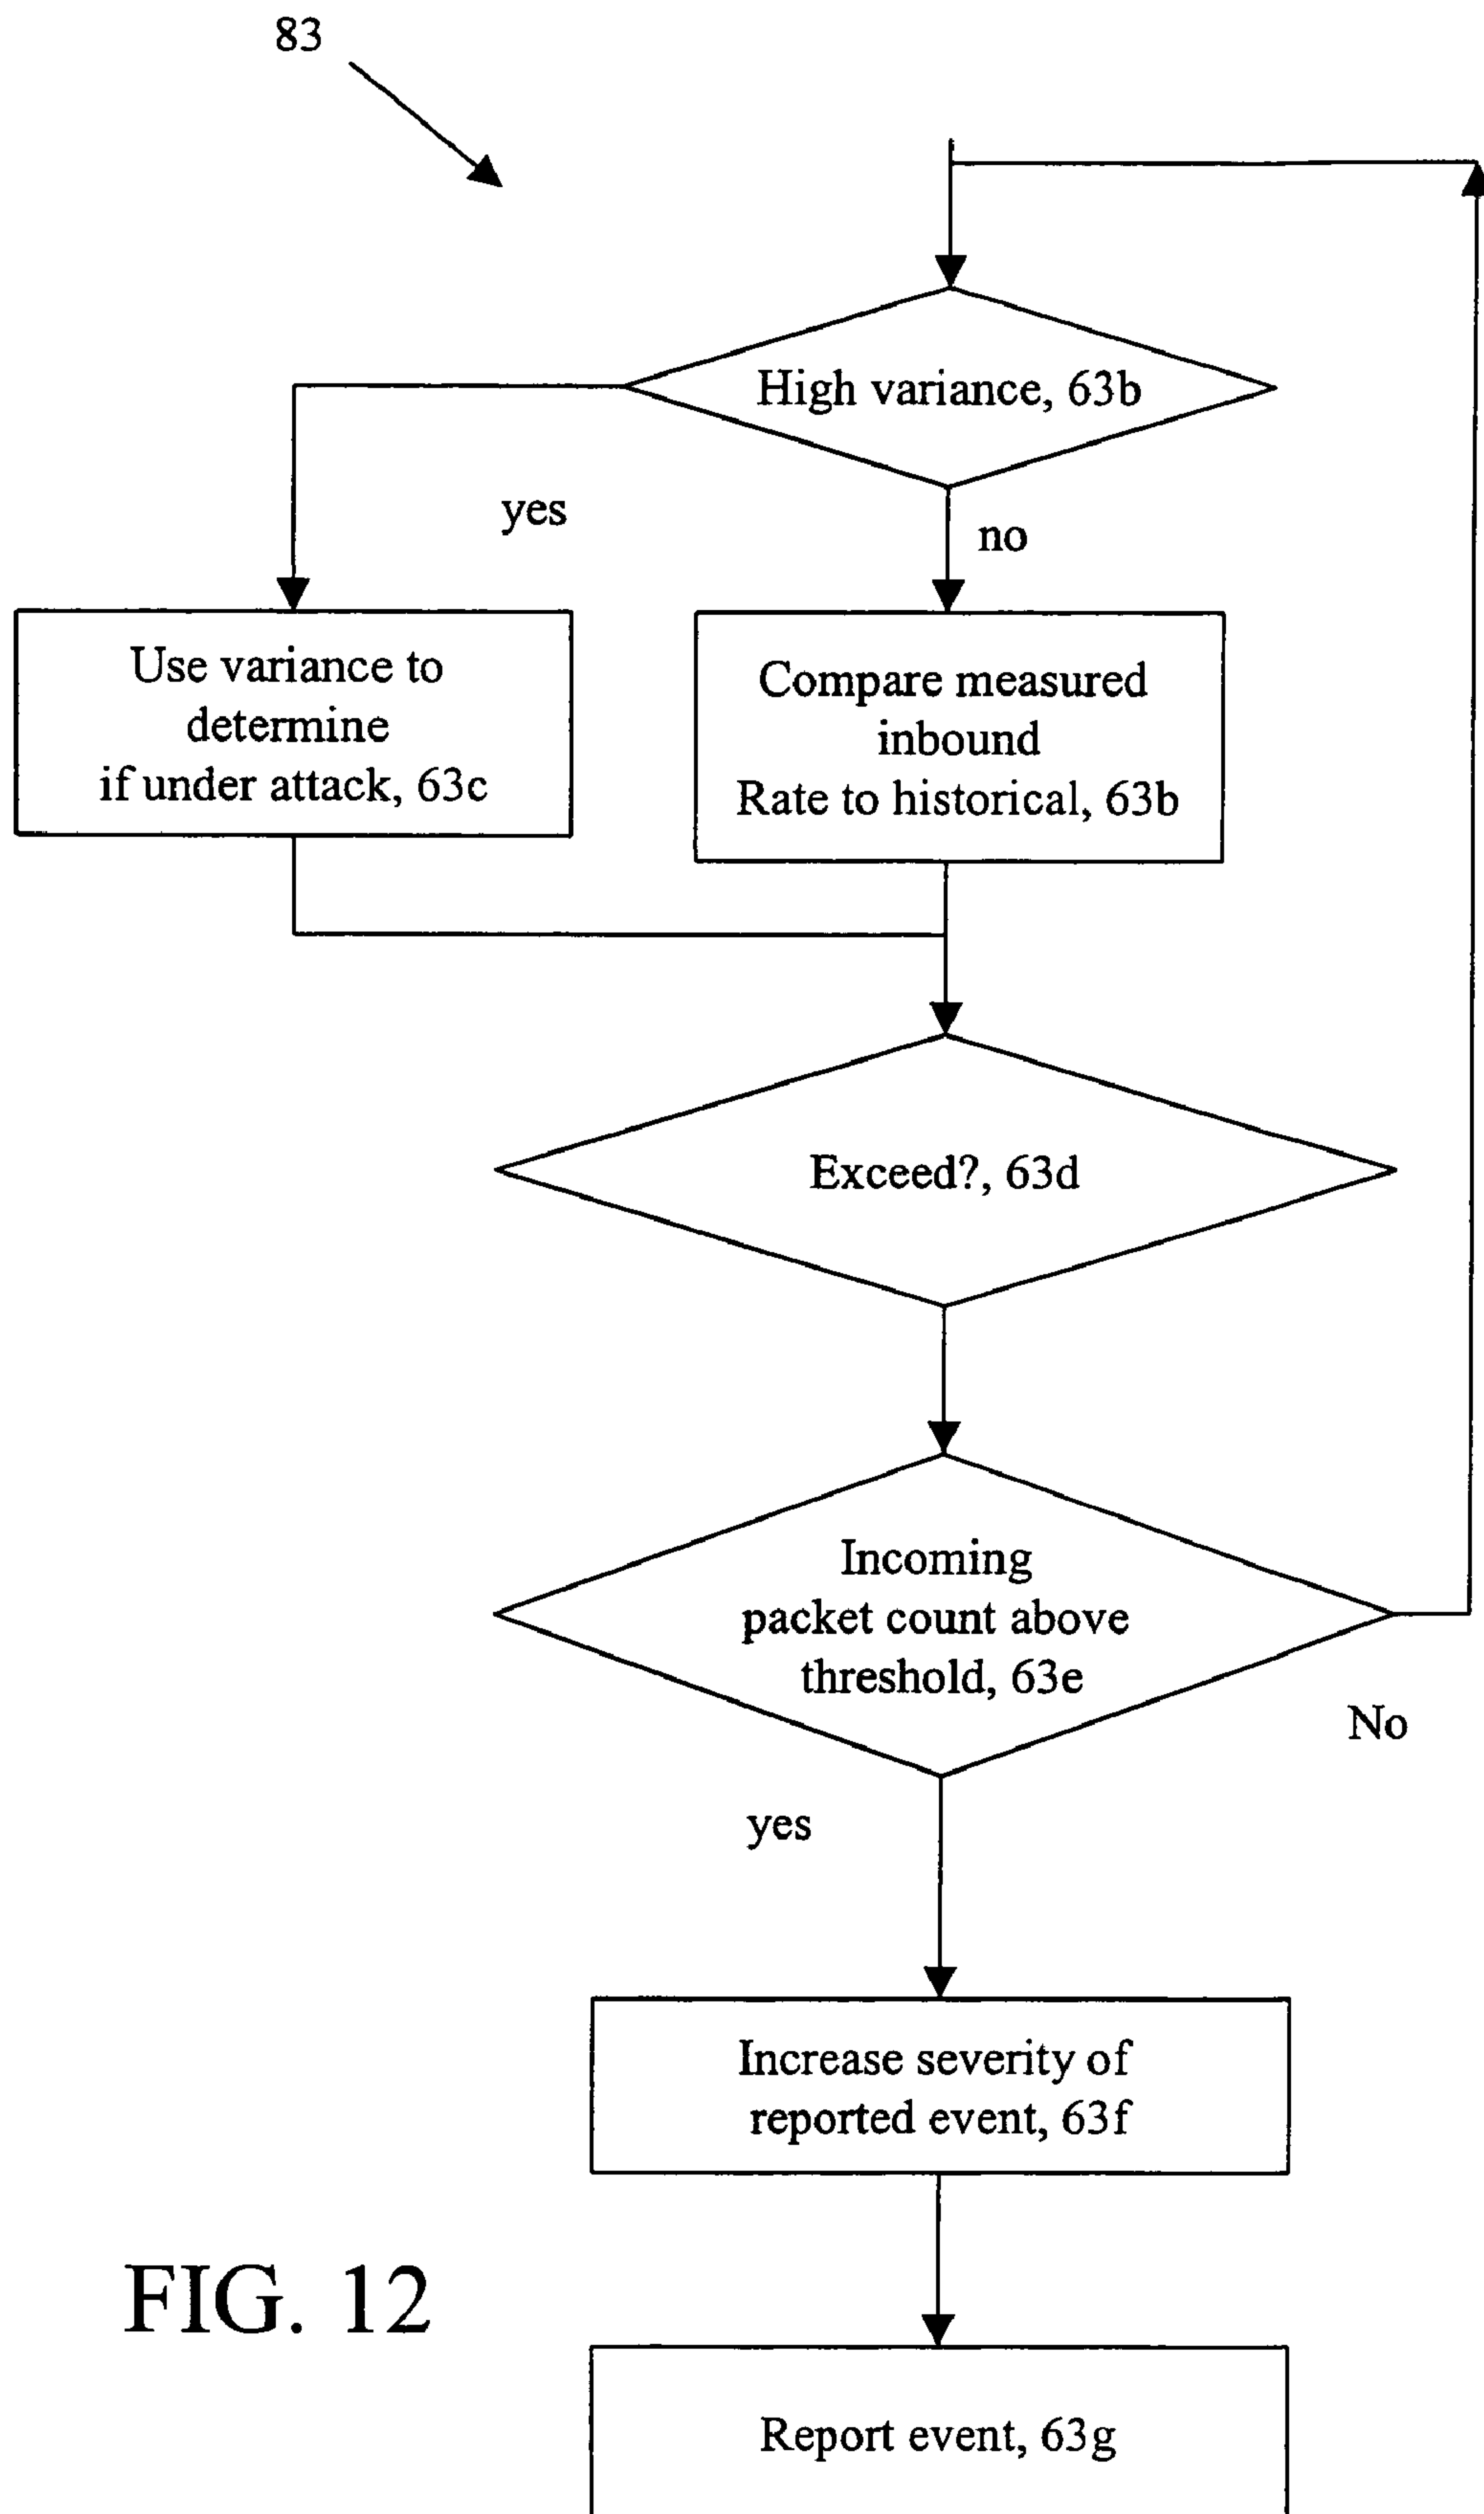 83
High variance, 63b
yes
no
Use variance to
determine
if under attack, 63c
Compare measured
inbound
Rate to historical, 63b
Exceed?, 63d
Incoming
packet count above
threshold, 63e
No
yes
Increase severity of
reported event, 63f
FIG. 12
Report event, 63g